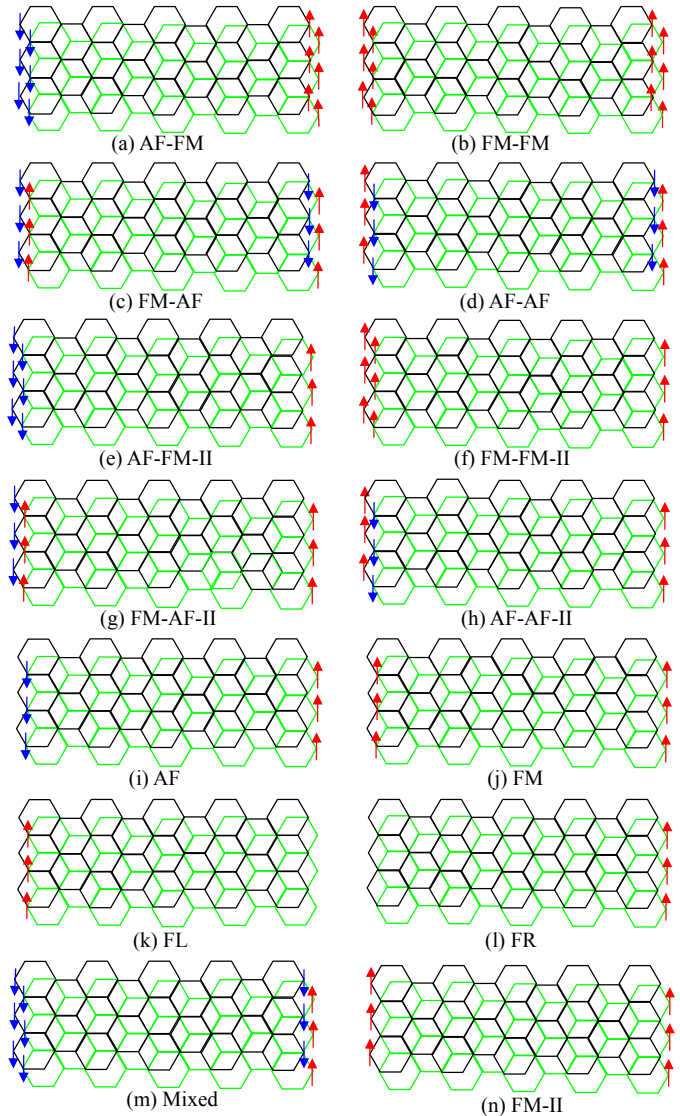 (a) AF-FM
(b) FM-FM
(c) FM-AF
(d) AF-AF
(e) AF-FM-II
(f) FM-FM-II
(g) FM-AF-II
(h) AF-AF-II
(i) AF
(j) FM
(k) FL
(l) FR
(m) Mixed
(n) FM-II